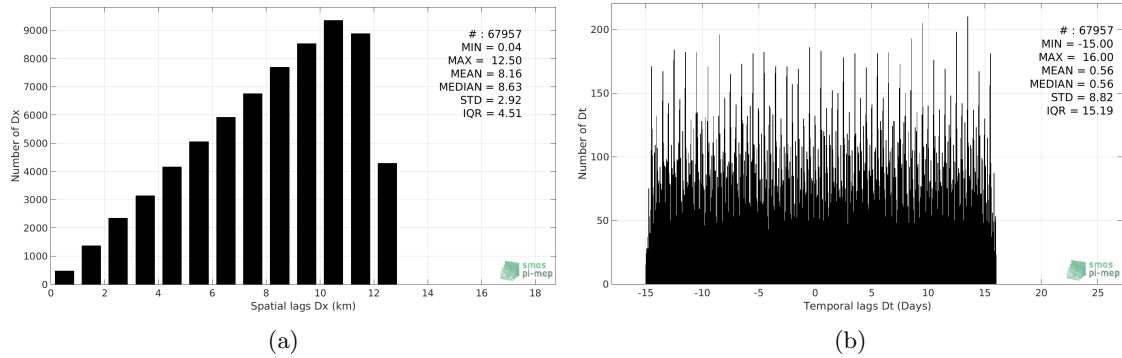 9000
8000
7000
6000
5000
4000
3000
2000
1000
0
Number of Dx
0 2 4 6 8 10 12 14 16 18
Spatial lags Dx (km)
# : 67957
MIN = 0.04
MAX = 12.50
MEAN = 8.16
MEDIAN = 8.63
STD = 2.92
IQR = 4.51
smos
pi-mep
(a)
200
150
100
50
0
Number of Dt
-15 -10 -5 0 5 10 15 20 25
Temporal lags Dt (Days)
# : 67957
MIN = -15.00
MAX = 16.00
MEAN = 0.56
MEDIAN = 0.56
STD = 8.82
IQR = 15.19
smos
pi-mep
(b)